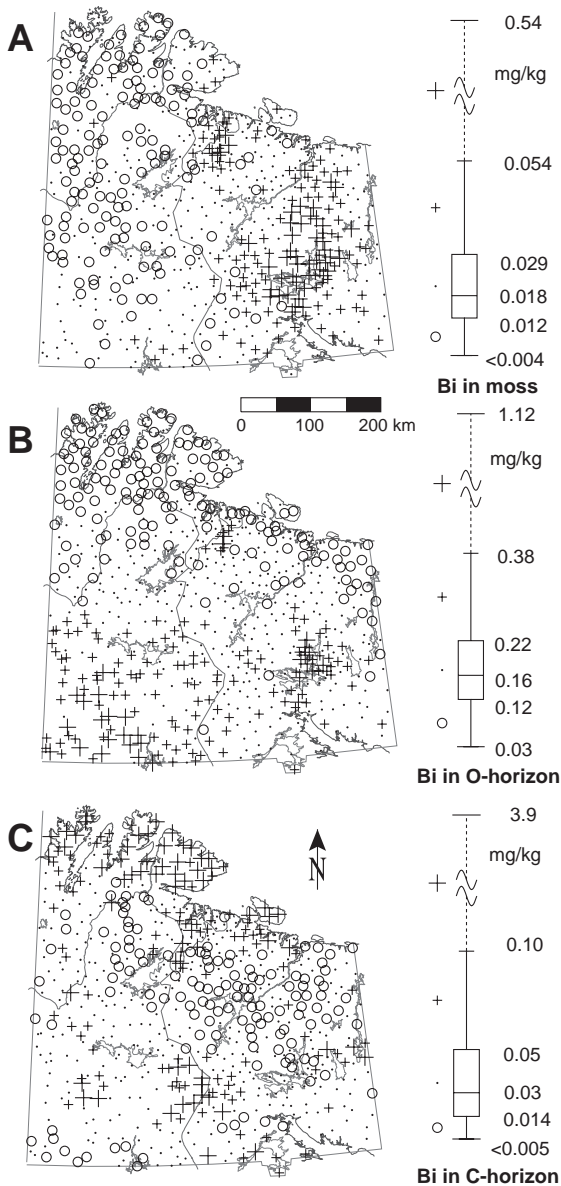 A
0.54
mg/kg
0.054
0.029
0.018
0.012
<0.004
Bi in moss
0 100 200 km
B
1.12
mg/kg
0.38
0.22
0.16
0.12
0.03
Bi in O-horizon
C
N
3.9
mg/kg
0.10
0.05
0.03
0.014
<0.005
Bi in C-horizon